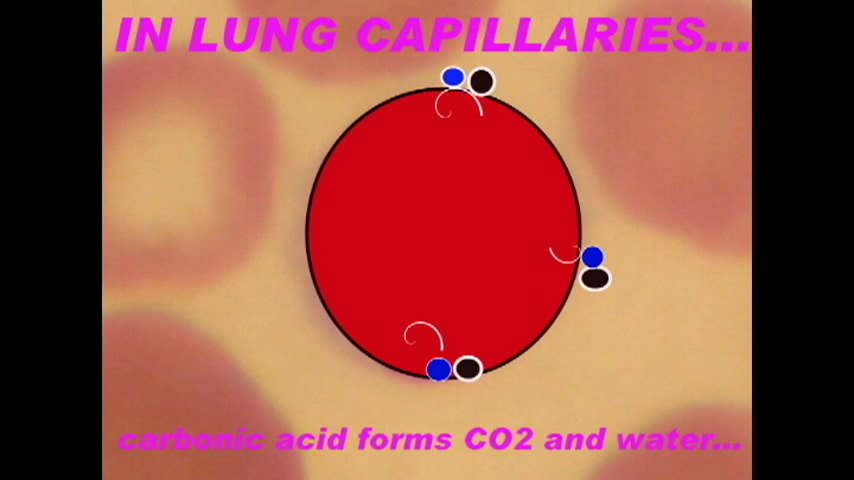 IN LUNG CAPILLARIES...
carbonic acid forms CO2 and water...